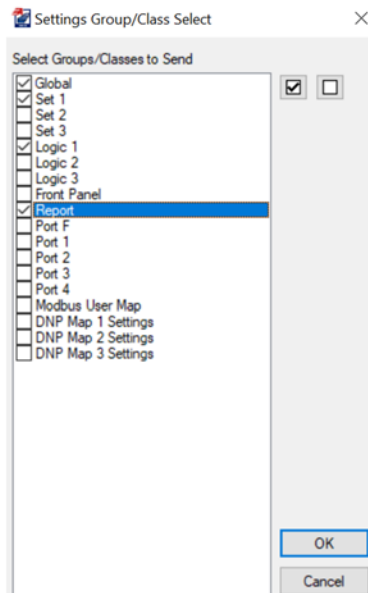 Settings Group/Class Select
Select Groups/Classes to Send
Global
Set 1
Set 2
Set 3
Logic 1
Logic 2
Logic 3
Front Panel
Report
Port F
Port 1
Port 2
Port 3
Port 4
Modbus User Map
DNP Map 1 Settings
DNP Map 2 Settings
DNP Map 3 Settings
OK
Cancel